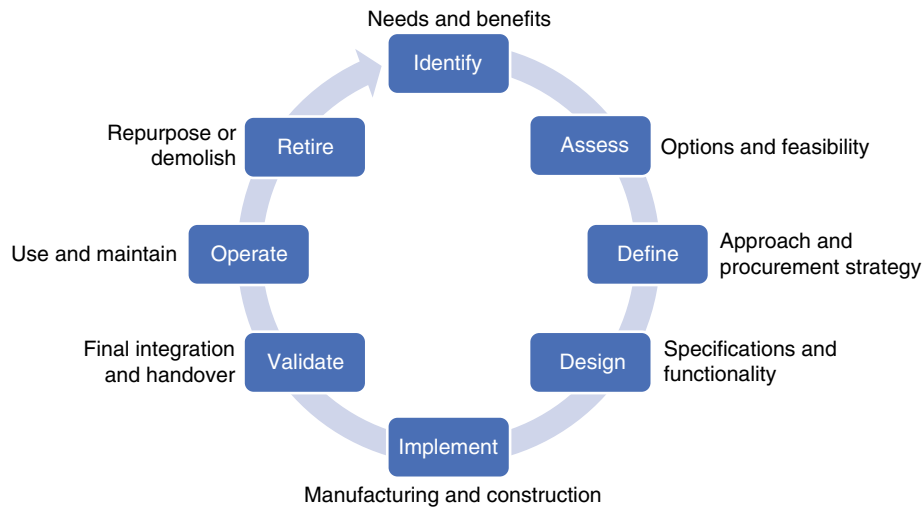 Needs and benefits
Identify
Assess
Options and feasibility
Define
Approach and
procurement strategy
Design
Specifications and
functionality
Implement
Manufacturing and construction
Validate
Final integration
and handover
Operate
Use and maintain
Retire
Repurpose or
demolish